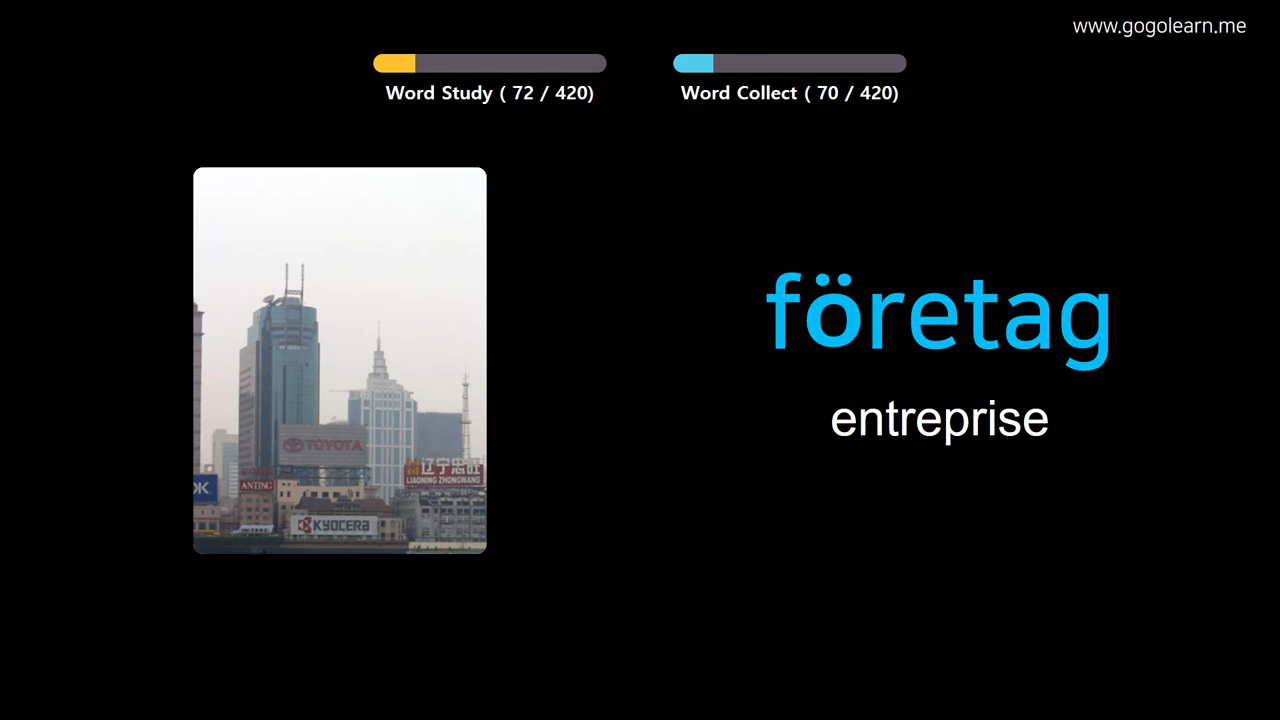 www.gogolearn.me
Word Study ( 72 / 420)
Word Collect ( 70 / 420)
företag
entreprise
TOYOTA
辽宁忠旺
LIAONING ZHONGWANG
ANTING
KYOCERA